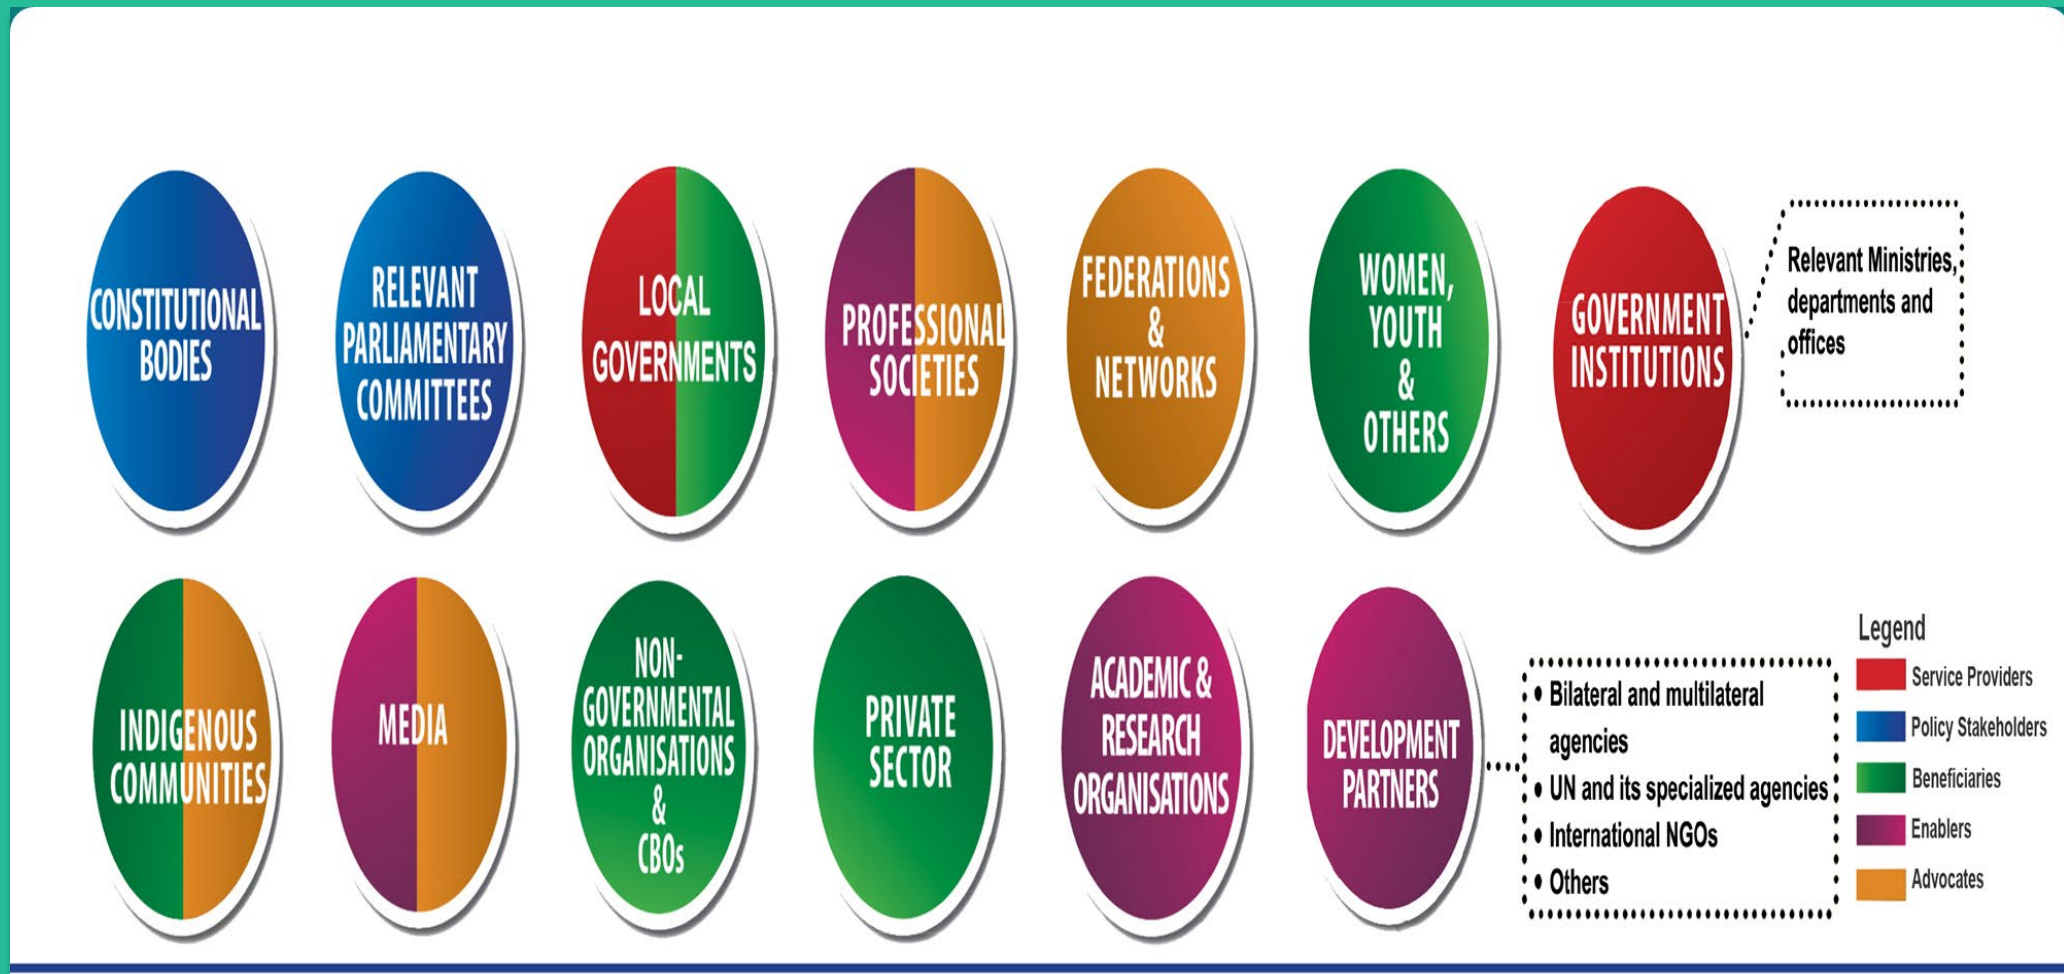 CONSTITUTIONAL
BODIES
RELEVANT
PARLIAMENTARY
COMMITTEES
LOCAL
GOVERNMENTS
PROFESSIONAL
SOCIETIES
FEDERATIONS
&
NETWORKS
WOMEN,
YOUTH
&
OTHERS
GOVERNMENT
INSTITUTIONS
Relevant Ministries,
departments and
offices
INDIGENOUS
COMMUNITIES
MEDIA
NON-
GOVERNMENTAL
ORGANISATIONS
&
CBOs
PRIVATE
SECTOR
ACADEMIC &
RESEARCH
ORGANISATIONS
DEVELOPMENT
PARTNERS
• Bilateral and multilateral
agencies
• UN and its specialized agencies
• International NGOs
• Others
Legend
Service Providers
Policy Stakeholders
Beneficiaries
Enablers
Advocates